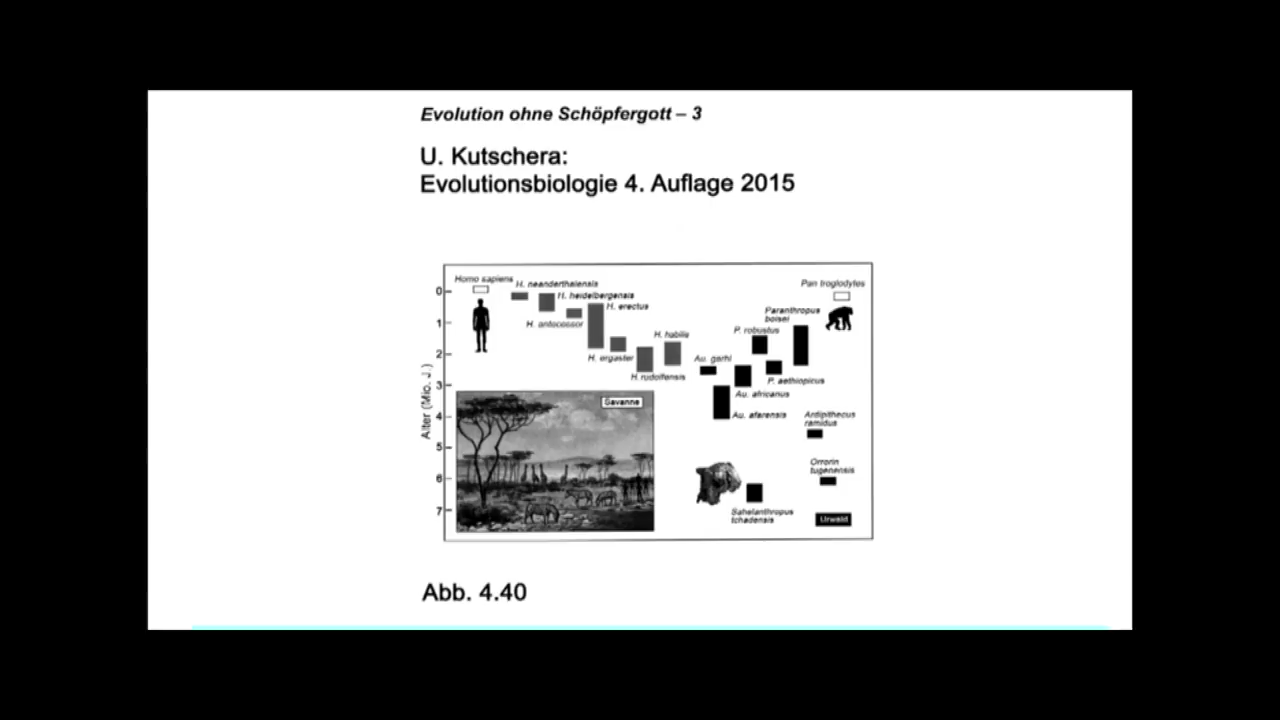 Evolution ohne Schöpfergott – 3
U. Kutschera:
Evolutionsbiologie 4. Auflage 2015
Homo sapiens
H. neanderthalensis
H. heidelbergensis
H. erectus
H. antecessor
H. ergaster
H. habilis
H. rudolfensis
Pan troglodytes
Paranthropus
boisei
P. robustus
Au. garhi
P. aethiopicus
Au. africanus
Au. afarensis
Ardipithecus
ramidus
Orrorin
tugenensis
Sahelanthropus
tchadensis
Urwald
Savanne
Alter (Mio. J.)
0
1
2
3
4
5
6
7
Abb. 4.40